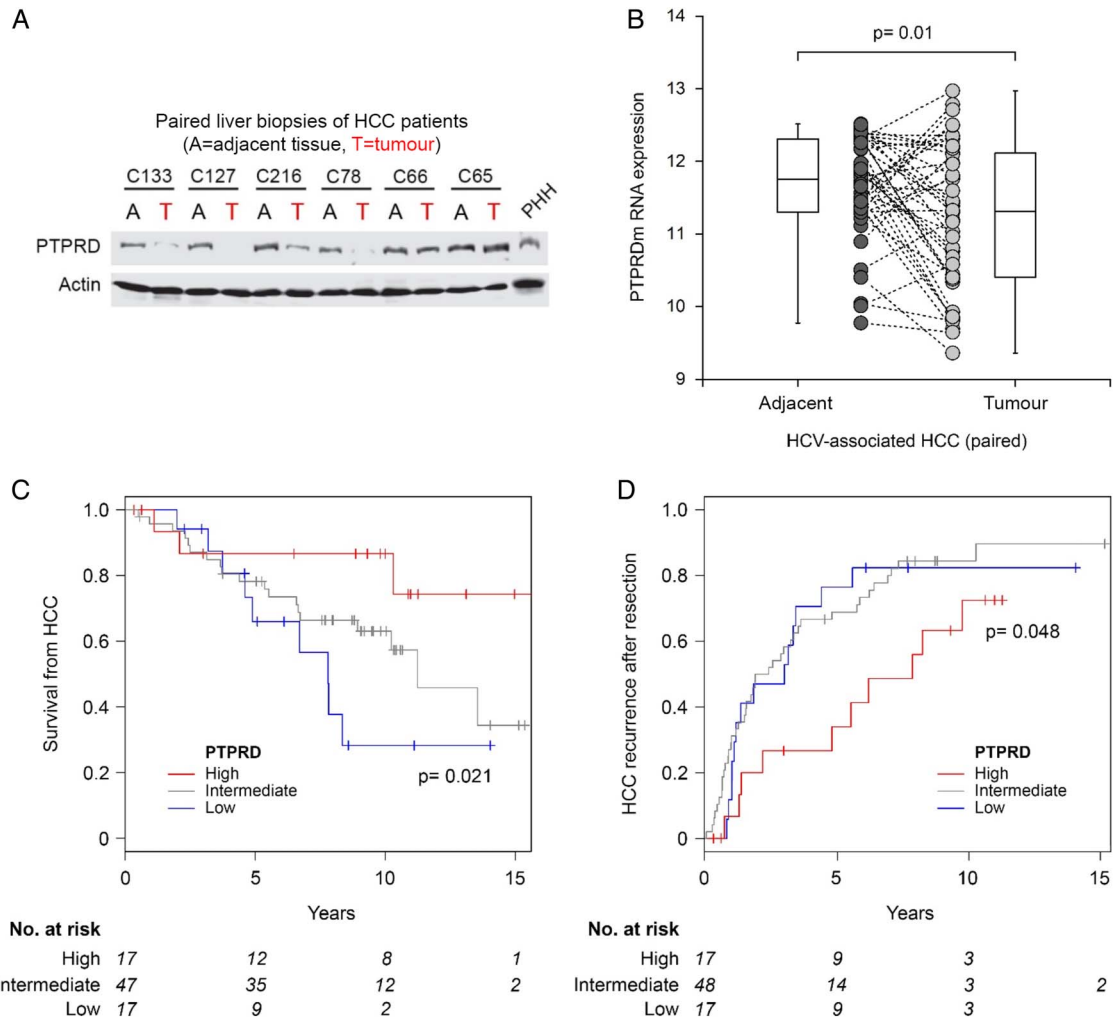 A
Paired liver biopsies of HCC patients
(A=adjacent tissue, T=tumour)
C133 C127 C216 C78 C66 C65
A T A T A T A T A T A T PHH
PTPRD
Actin
B
p= 0.01
14
13
12
11
10
9
PTPRDm RNA expression
Adjacent Tumour
HCV-associated HCC (paired)
C
1.0
0.8
0.6
0.4
0.2
0
Survival from HCC
PTPRD
High
Intermediate
Low
p= 0.021
0 5 10 15
Years
No. at risk
High 17 12 8 1
ntermediate 47 35 12 2
Low 17 9 2
D
1.0
0.8
0.6
0.4
0.2
0
HCC recurrence after resection
p= 0.048
PTPRD
High
Intermediate
Low
0 5 10 15
Years
No. at risk
High 17 9 3
Intermediate 48 14 3 2
Low 17 9 3